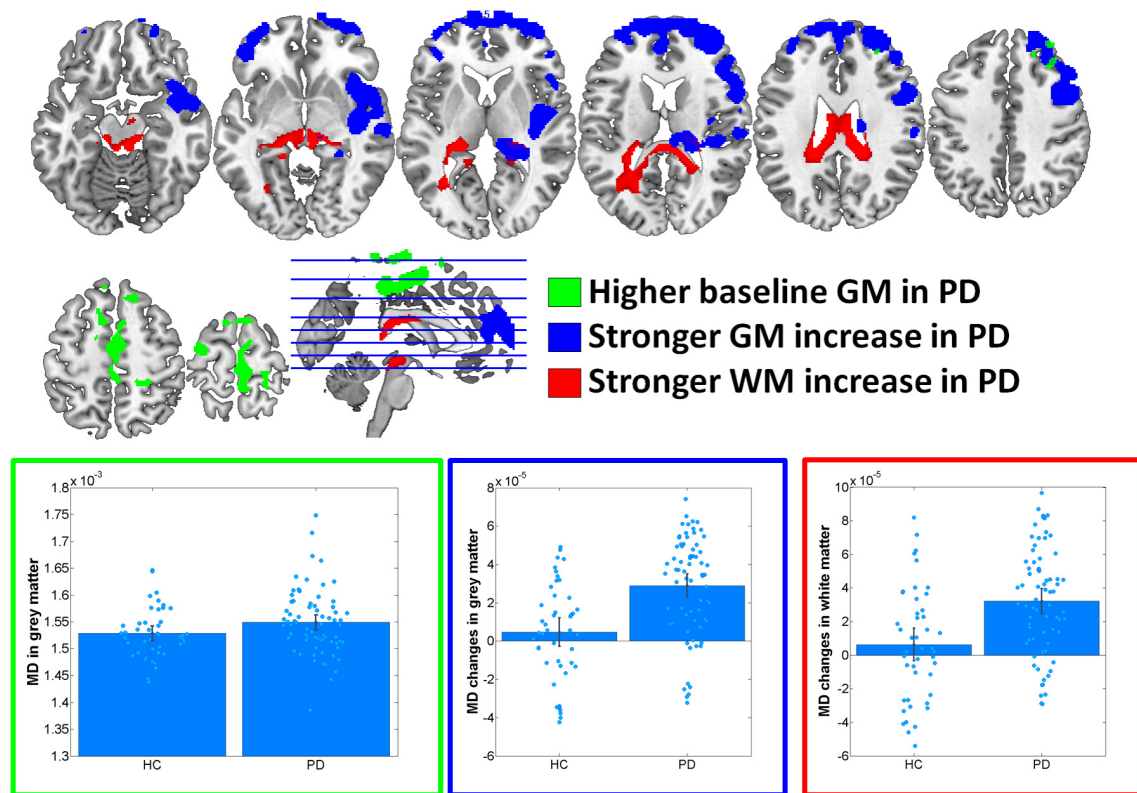 Higher baseline GM in PD
Stronger GM increase in PD
Stronger WM increase in PD
x 10⁻³
1.8
1.75
1.7
1.65
1.6
1.55
1.5
1.45
1.4
1.35
1.3
MD in grey matter
HC PD
x 10⁻⁵
8
6
4
2
0
-2
-4
-6
MD changes in grey matter
HC PD
x 10⁻⁵
10
8
6
4
2
0
-2
-4
-6
MD changes in white matter
HC PD